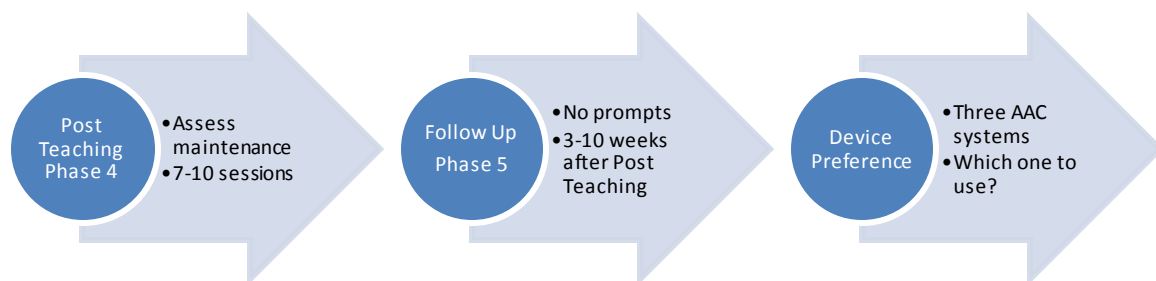 Post
Teaching
Phase 4
•Assess
maintenance
•7-10 sessions
Follow Up
Phase 5
•No prompts
•3-10 weeks
after Post
Teaching
Device
Preference
•Three AAC
systems
•Which one to
use?